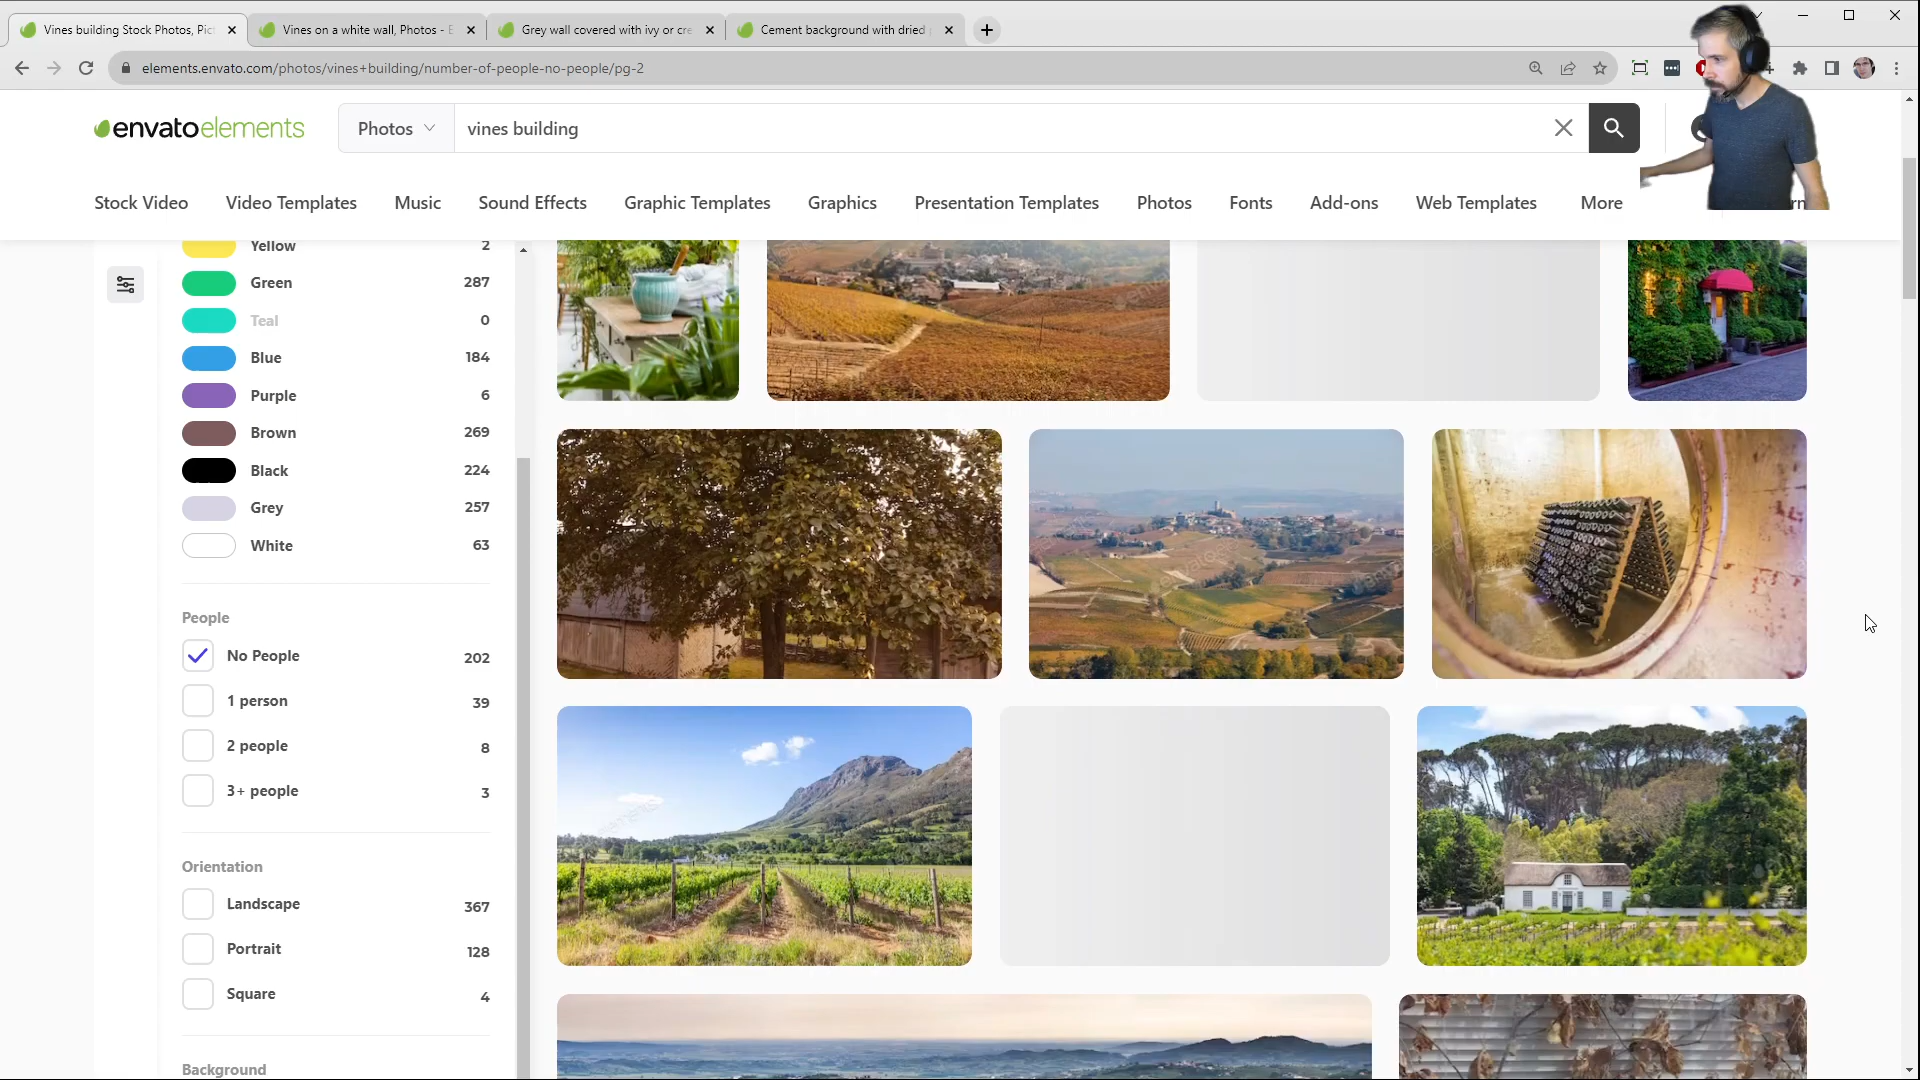 Vines building Stock Photos, Pic
Vines on a white wall, Photos - E
Grey wall covered with ivy or cre
Cement background with dried
elements.envato.com/photos/vines+building/number-of-people-no-people/pg-2
envatoelements
Photos
vines building
Stock Video
Video Templates
Music
Sound Effects
Graphic Templates
Graphics
Presentation Templates
Photos
Fonts
Add-ons
Web Templates
More
Yellow 2
Green 287
Teal 0
Blue 184
Purple 6
Brown 269
Black 224
Grey 257
White 63
People
No People 202
1 person 39
2 people 8
3+ people 3
Orientation
Landscape 367
Portrait 128
Square 4
Background